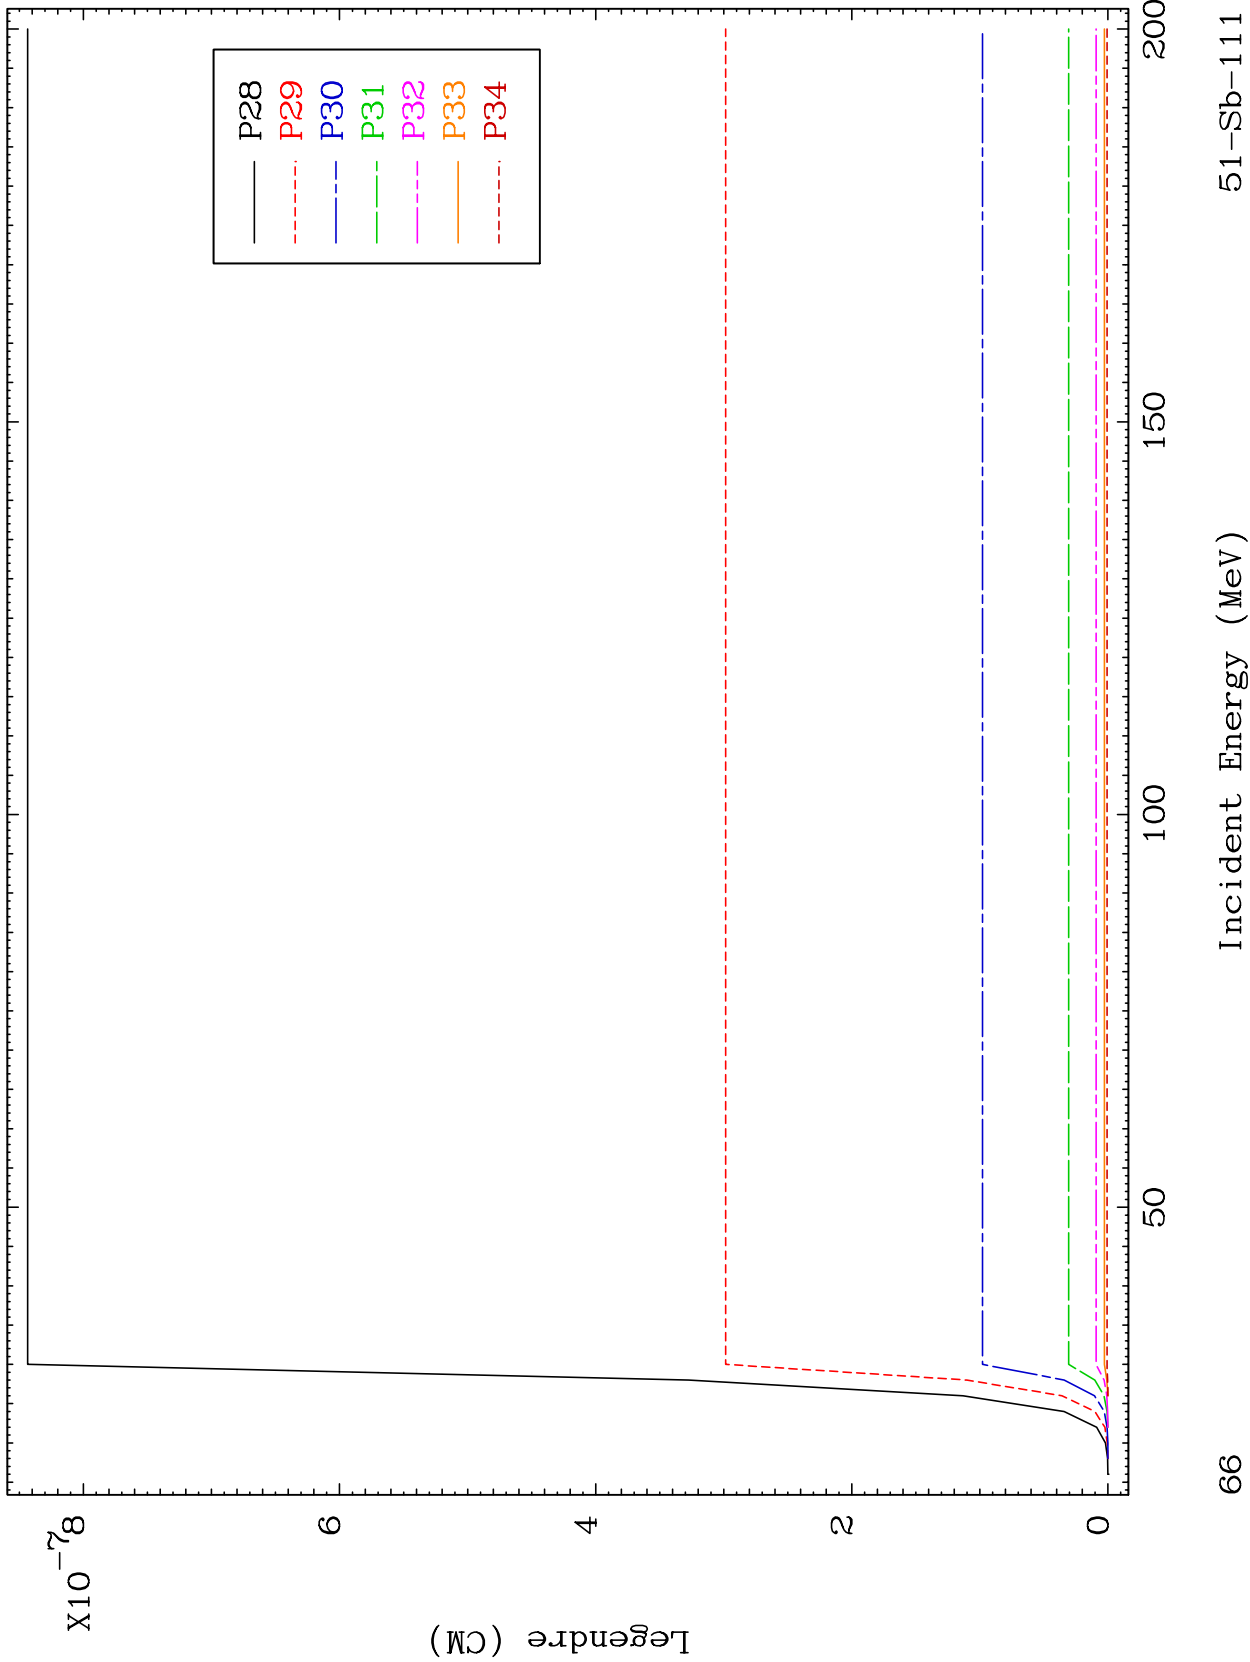 X10-7
8
6
4
2
0
Legendre (CM)
P28
P29
P30
P31
P32
P33
P34
50
100
150
200
Incident Energy (MeV)
66
51-Sb-111